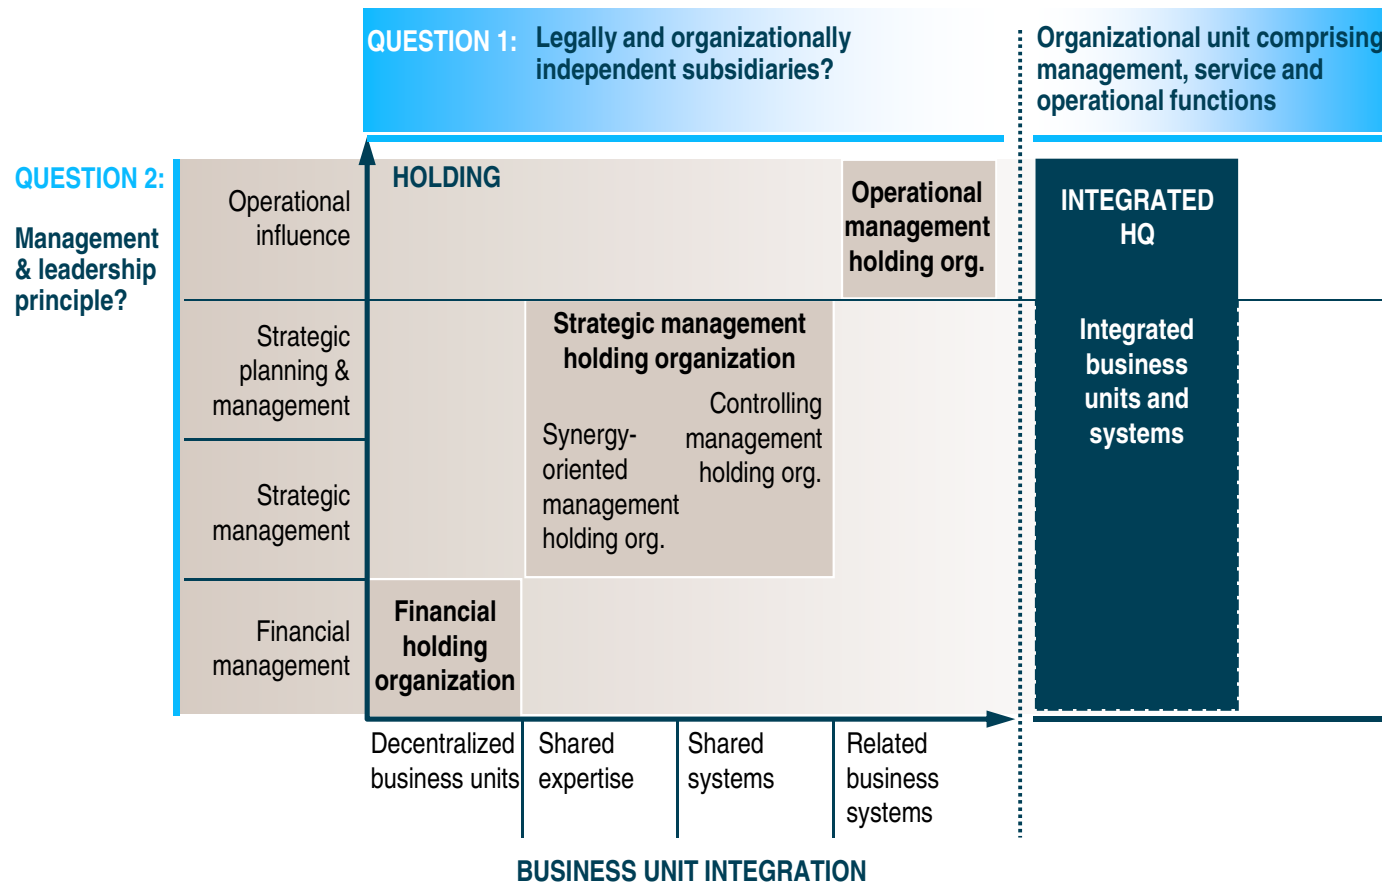 QUESTION 1:
Legally and organizationally
independent subsidiaries?
Organizational unit comprising
management, service and
operational functions
QUESTION 2:
Management
& leadership
principle?
Operational
influence
Strategic
planning &
management
Strategic
management
Financial
management
HOLDING
Operational
management
holding org.
Strategic management
holding organization
Controlling
management
holding org.
Synergy-
oriented
management
holding org.
Financial
holding
organization
INTEGRATED
HQ
Integrated
business
units and
systems
Decentralized
business units
Shared
expertise
Shared
systems
Related
business
systems
BUSINESS UNIT INTEGRATION